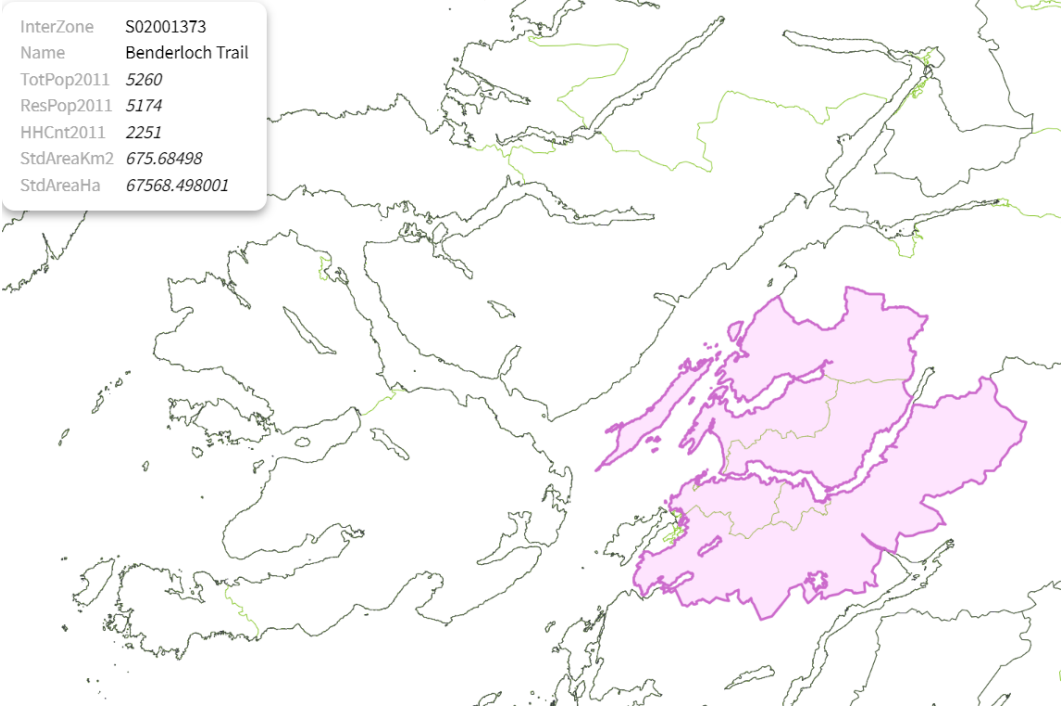 InterZone S02001373
Name Benderloch Trail
TotPop2011 5260
ResPop2011 5174
HHCnt2011 2251
StdAreaKm2 675.68498
StdAreaHa 67568.498001